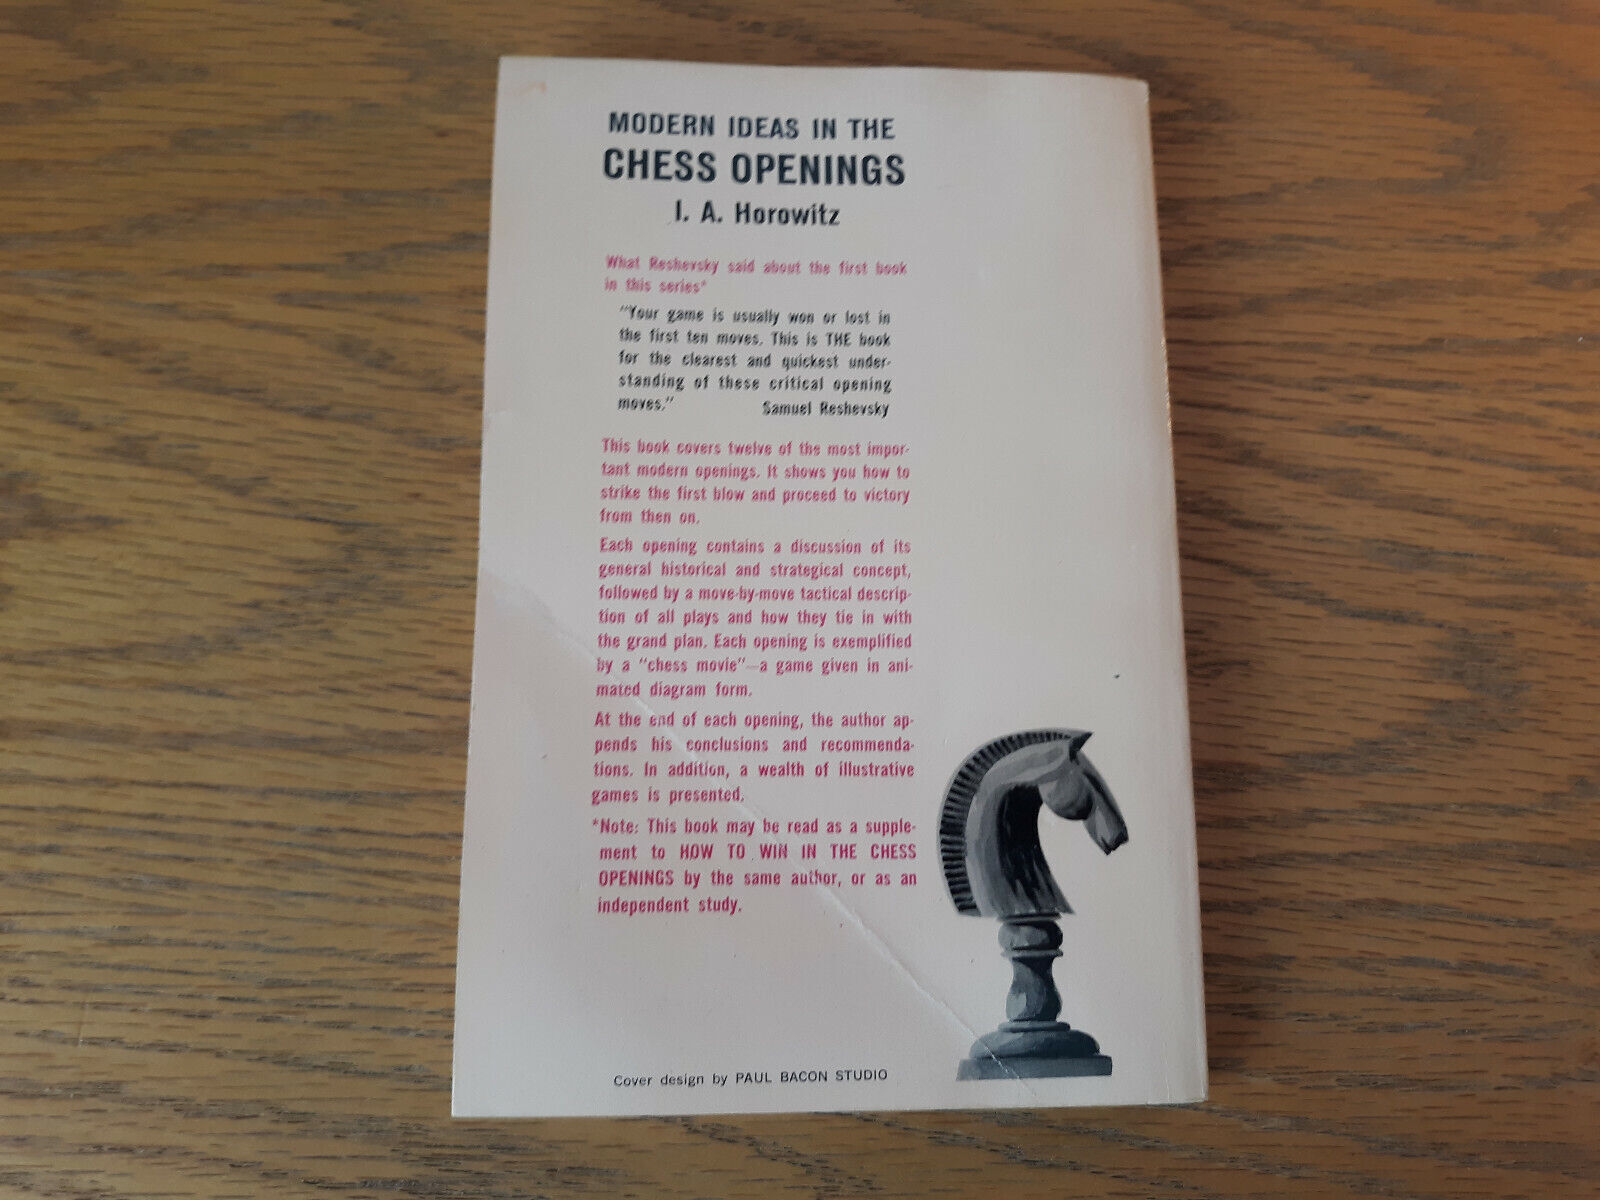 MODERN IDEAS IN THE
CHESS OPENINGS
I. A. Horowitz
What Reshevsky said about the first book
in this series*
"Your game is usually won or lost in
the first ten moves. This is THE book
for the clearest and quickest under-
standing of these critical opening
moves." Samuel Reshevsky
This book covers twelve of the most impor-
tant modern openings. It shows you how to
strike the first blow and proceed to victory
from then on.
Each opening contains a discussion of its
general historical and strategical concept,
followed by a move-by-move tactical descrip-
tion of all plays and how they tie in with
the grand plan. Each opening is exemplified
by a "chess movie"—a game given in ani-
mated diagram form.
At the end of each opening, the author ap-
pends his conclusions and recommenda-
tions. In addition, a wealth of illustrative
games is presented.
*Note: This book may be read as a supple-
ment to HOW TO WIN IN THE CHESS
OPENINGS by the same author, or as an
independent study.
Cover design by PAUL BACON STUDIO